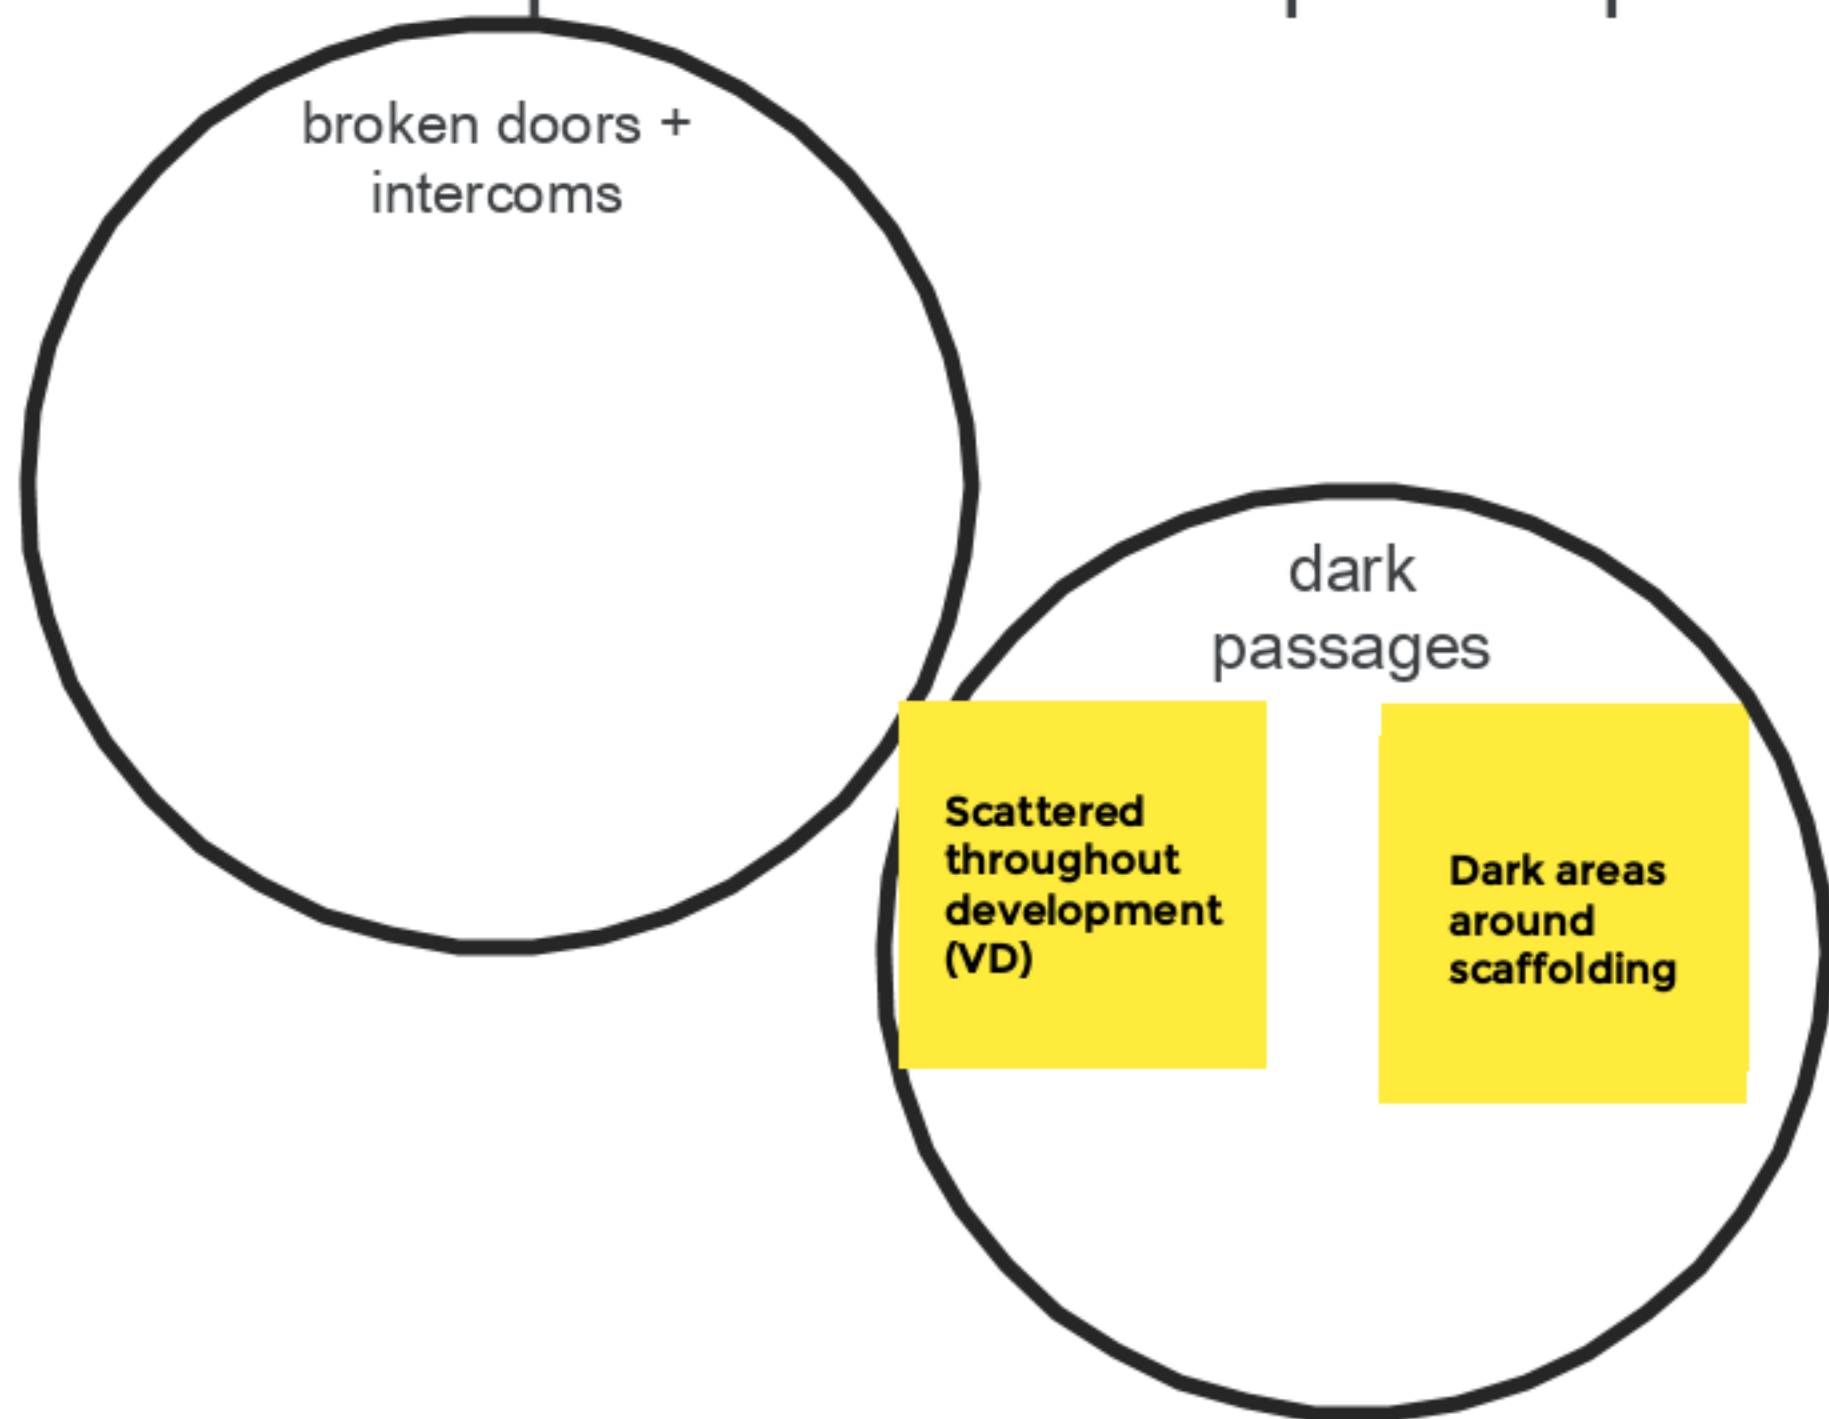 broken doors +
intercoms
dark
passages
Scattered
throughout
development
(VD)
Dark areas
around
scaffolding